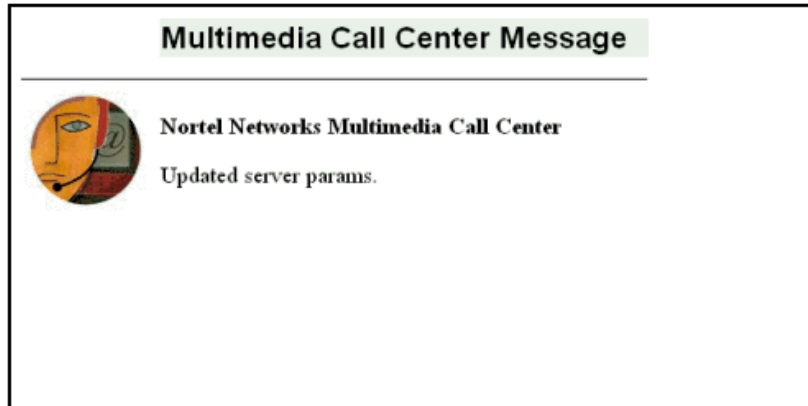 Multimedia Call Center Message
@
Nortel Networks Multimedia Call Center
Updated server params.